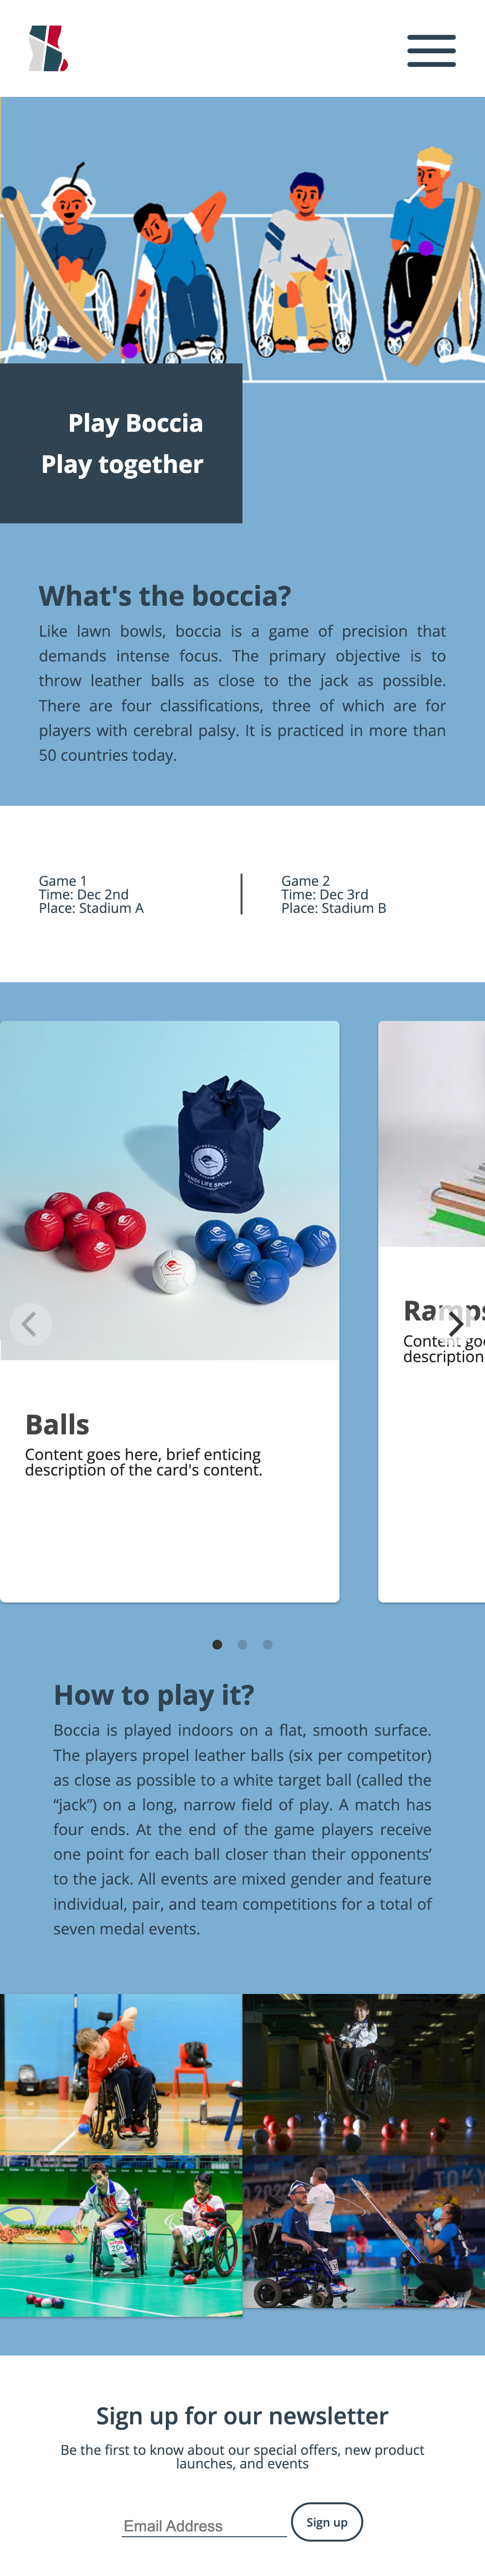 Play Boccia
Play together
What's the boccia?
Like lawn bowls, boccia is a game of precision that
demands intense focus. The primary objective is to
throw leather balls as close to the jack as possible.
There are four classifications, three of which are for
players with cerebral palsy. It is practiced in more than
50 countries today.
Game 1
Time: Dec 2nd
Place: Stadium A
Game 2
Time: Dec 3rd
Place: Stadium B
HANDI LIFE SPORT
Balls
Content goes here, brief enticing
description of the card's content.
Ramps
Content go
description
How to play it?
Boccia is played indoors on a flat, smooth surface.
The players propel leather balls (six per competitor)
as close as possible to a white target ball (called the
“jack”) on a long, narrow field of play. A match has
four ends. At the end of the game players receive
one point for each ball closer than their opponents’
to the jack. All events are mixed gender and feature
individual, pair, and team competitions for a total of
seven medal events.
TOKY
Sign up for our newsletter
Be the first to know about our special offers, new product
launches, and events
Email Address
Sign up